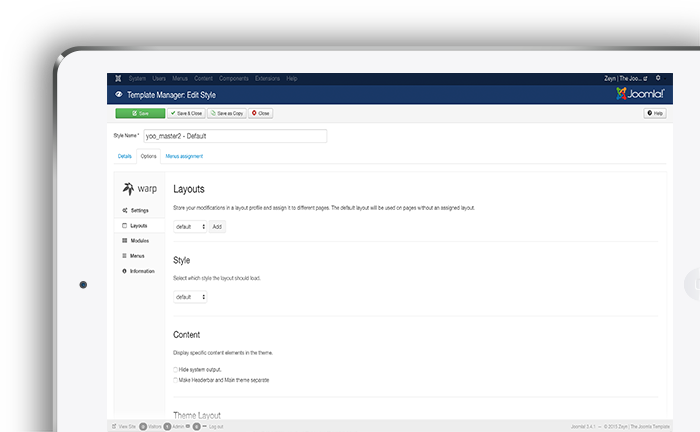 System Users Menus Content Components Extensions Help Zeyn | The Joo...
Template Manager: Edit Style Joomla!
Save Save & Close Save as Copy Close Help
Style Name * yoo_master2 - Default
Details Options Menus assignment
warp
Settings
Layouts
Modules
Menus
Information
Layouts
Store your modifications in a layout profile and assign it to different pages. The default layout will be used on pages without an assigned layout.
default Add
Style
Select which style the layout should load.
default
Content
Display specific content elements in the theme.
Hide system output.
Make Headerbar and Main theme separate
Theme Layout
View Site Visitors Admin Log out Joomla! 3.4.1 — © 2015 Zeyn | The Joomla Template